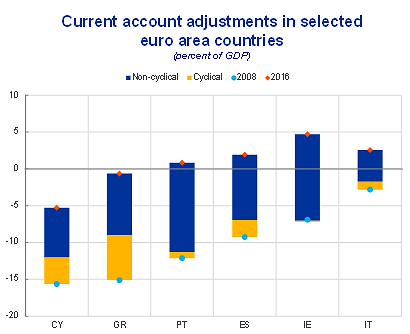 Current account adjustments in selected
euro area countries
(percent of GDP)
Non-cyclical Cyclical 2008 2016
10
5
0
-5
-10
-15
-20
CY GR PT ES IE IT